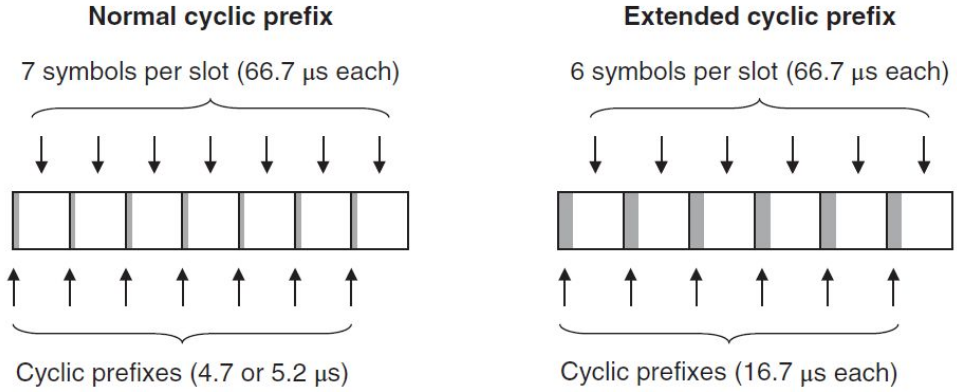 Normal cyclic prefix
7 symbols per slot (66.7 μs each)
Cyclic prefixes (4.7 or 5.2 μs)
Extended cyclic prefix
6 symbols per slot (66.7 μs each)
Cyclic prefixes (16.7 μs each)